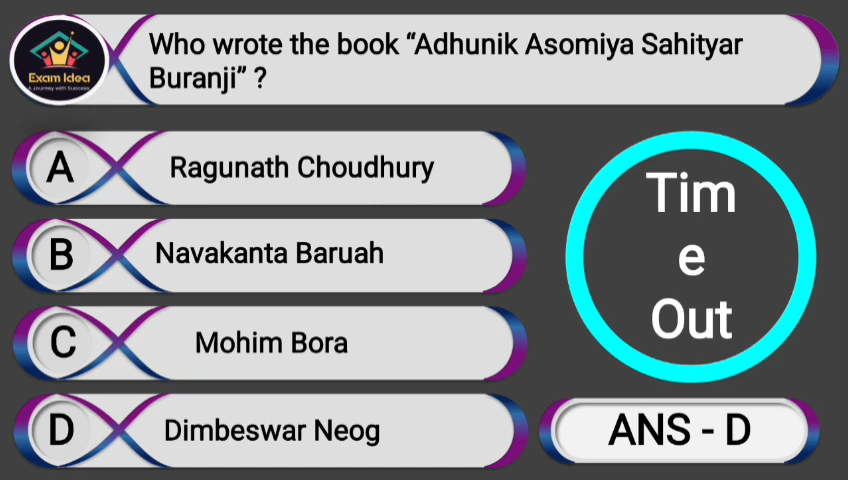 Who wrote the book “Adhunik Asomiya Sahityar
Buranji” ?
Exam Idea
A Journey with Success
A Ragunath Choudhury
B Navakanta Baruah
C Mohim Bora
D Dimbeswar Neog
Tim
e
Out
ANS - D